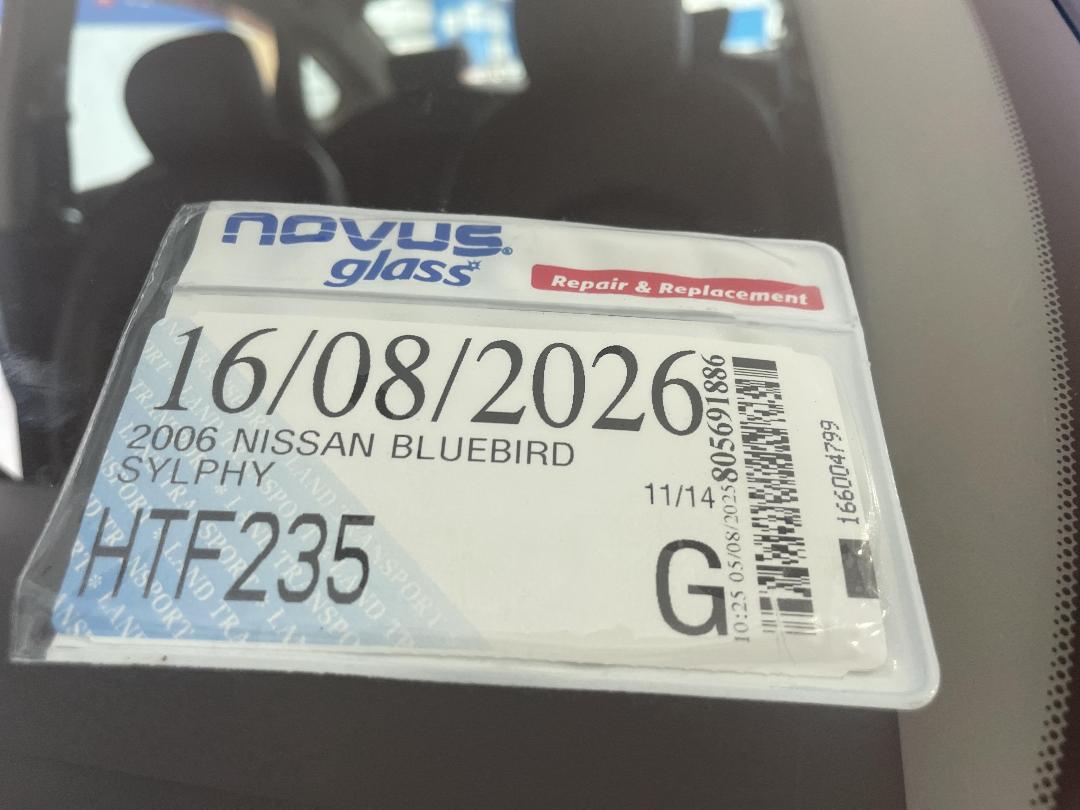 novus®
glass
Repair & Replacement
16/08/2026
2006 NISSAN BLUEBIRD
SYLPHY
11/14
HTF235
G
10:25 05/08/2025 805691886
166004799